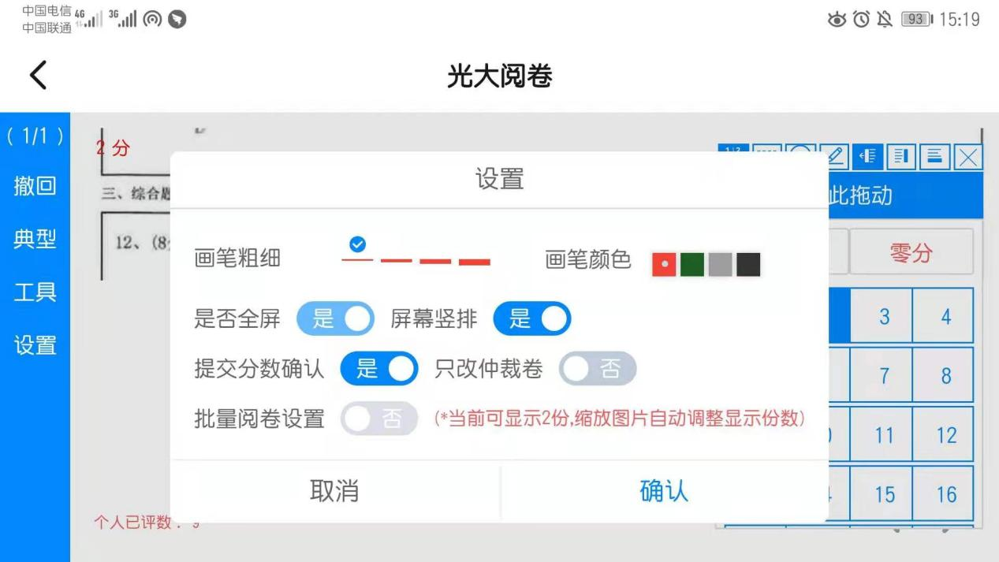 中国电信 4G 3G
中国联通
93 15:19
光大阅卷
( 1/1 )
撤回
典型
工具
设置
2 分
三、综合题
12、(8
设置
画笔粗细
画笔颜色
是否全屏 是 屏幕竖排 是
提交分数确认 是 只改仲裁卷 否
批量阅卷设置 否 (*当前可显示2份,缩放图片自动调整显示份数)
取消 确认
此拖动
零分
3 4
7 8
11 12
15 16
个人已评数：9